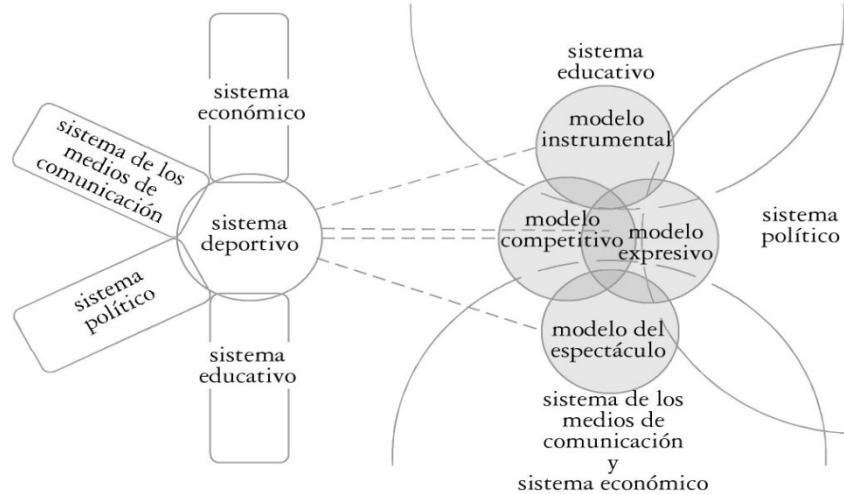 sistema
económico
sistema de los
medios de
comunicación
sistema
deportivo
sistema
político
sistema
educativo
sistema
educativo
modelo
instrumental
modelo
competitivo
modelo
expresivo
sistema
político
modelo del
espectáculo
sistema de los
medios de
comunicación
y
sistema económico